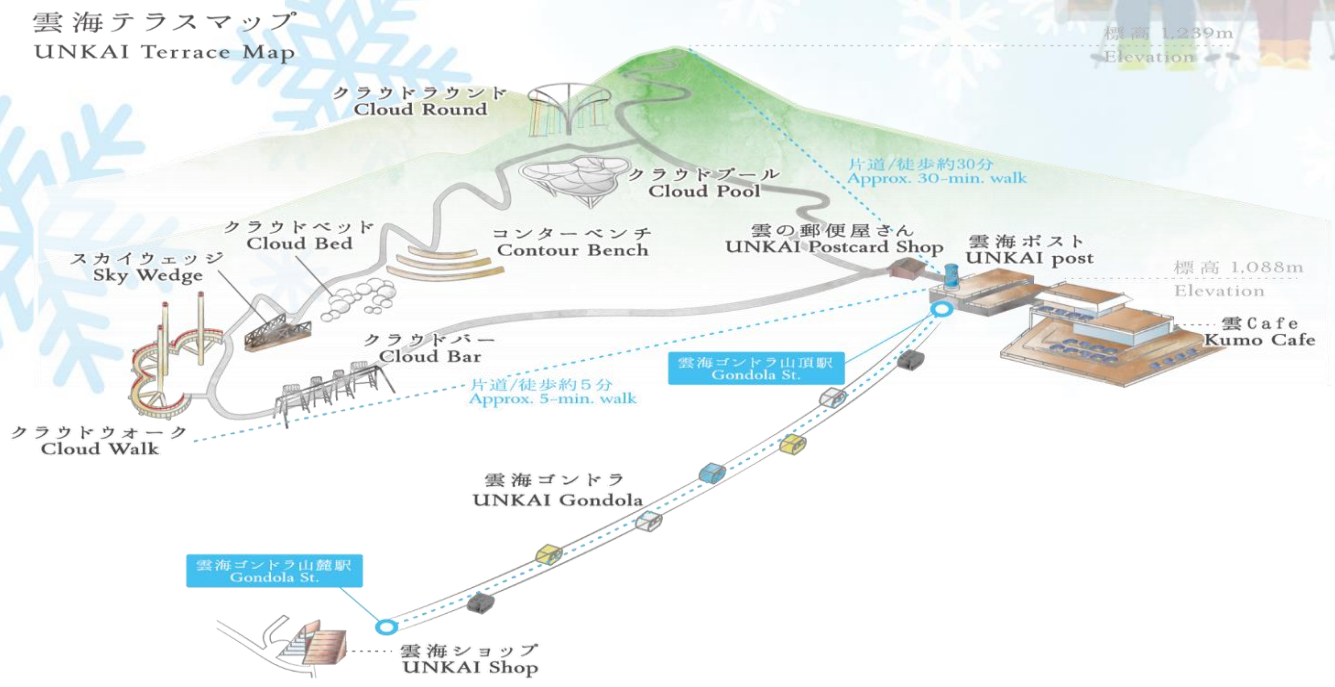 雲海テラスマップ
UNKAI Terrace Map
標高 1,239m
Elevation
クラウドラウンド
Cloud Round
片道/徒歩約30分
Approx. 30-min. walk
クラウドプール
Cloud Pool
クラウドベッド
Cloud Bed
コンターベンチ
Contour Bench
雲の郵便屋さん
UNKAI Postcard Shop
雲海ポスト
UNKAI post
スカイウェッジ
Sky Wedge
標高 1,088m
Elevation
雲Cafe
Kumo Cafe
クラウドバー
Cloud Bar
雲海ゴンドラ山頂駅
Gondola St.
片道/徒歩約5分
Approx. 5-min. walk
クラウドウォーク
Cloud Walk
雲海ゴンドラ
UNKAI Gondola
雲海ゴンドラ山麓駅
Gondola St.
雲海ショップ
UNKAI Shop